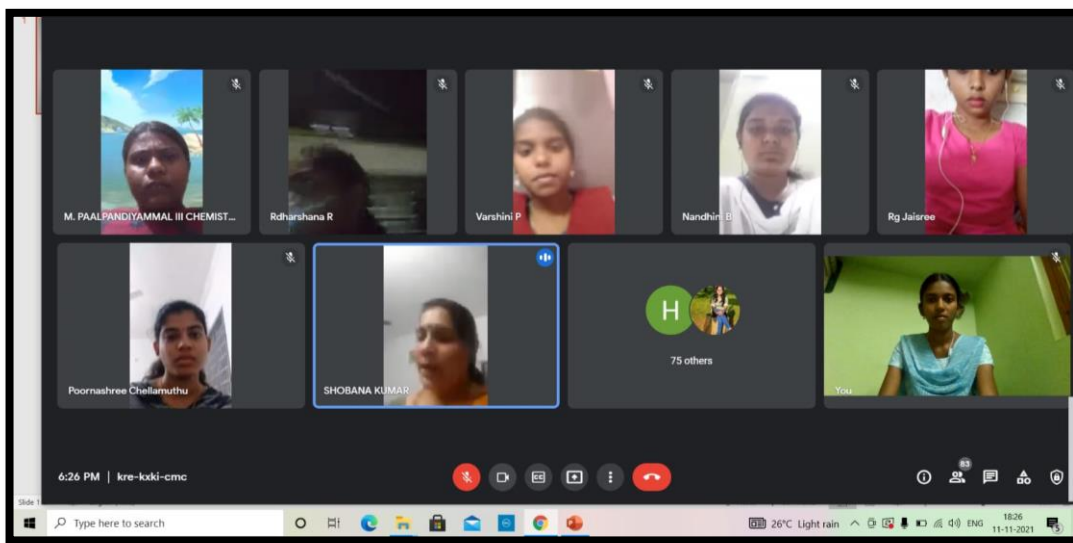 M. PAALPANDIYAMMAL III CHEMIST...
Rdharshana R
Varshini P
Nandhini B
Rg Jaisree
Poornashree Chellamuthu
SHOBANA KUMAR
H
75 others
You
6:26 PM | kre-kxki-cmc
83
Slide 1
Type here to search
26°C Light rain
ENG
18:26
11-11-2021
5